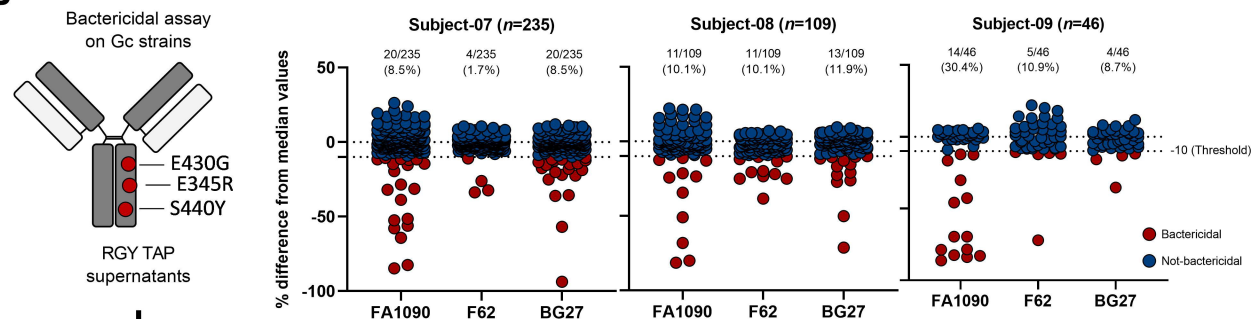 Bactericidal assay
on Gc strains
E430G
E345R
S440Y
RGY TAP
supernatants
% difference from median values
50
0
-50
-100
Subject-07 (n=235)
20/235 4/235 20/235
(8.5%) (1.7%) (8.5%)
FA1090 F62 BG27
Subject-08 (n=109)
11/109 11/109 13/109
(10.1%) (10.1%) (11.9%)
FA1090 F62 BG27
Subject-09 (n=46)
14/46 5/46 4/46
(30.4%) (10.9%) (8.7%)
-10 (Threshold)
Bactericidal
Not-bactericidal
FA1090 F62 BG27